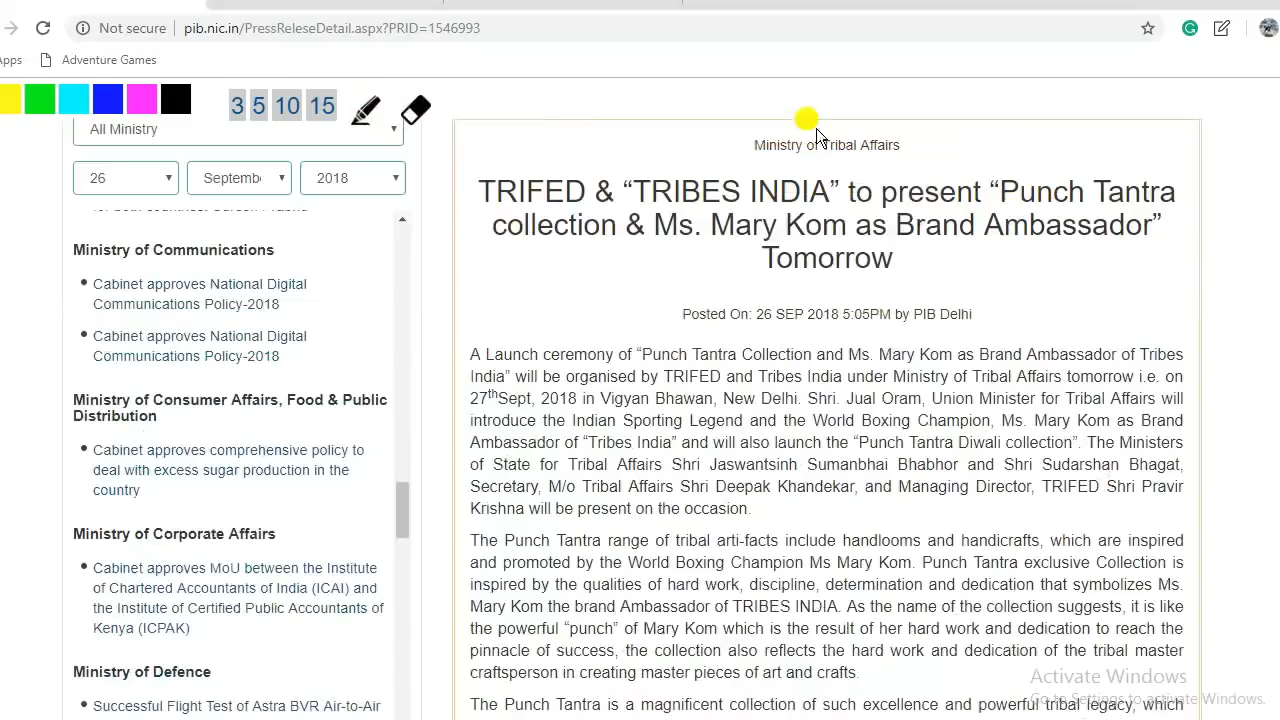 Not secure
pib.nic.in/PressReleseDetail.aspx?PRID=1546993
Apps
Adventure Games
3 5 10 15
All Ministry
26
Septemb
2018
for both countries: Suresh Prabhu
Ministry of Communications
Cabinet approves National Digital
Communications Policy-2018
Cabinet approves National Digital
Communications Policy-2018
Ministry of Consumer Affairs, Food & Public
Distribution
Cabinet approves comprehensive policy to
deal with excess sugar production in the
country
Ministry of Corporate Affairs
Cabinet approves MoU between the Institute
of Chartered Accountants of India (ICAI) and
the Institute of Certified Public Accountants of
Kenya (ICPAK)
Ministry of Defence
Successful Flight Test of Astra BVR Air-to-Air
Ministry of Tribal Affairs
TRIFED & “TRIBES INDIA” to present “Punch Tantra
collection & Ms. Mary Kom as Brand Ambassador”
Tomorrow
Posted On: 26 SEP 2018 5:05PM by PIB Delhi
A Launch ceremony of “Punch Tantra Collection and Ms. Mary Kom as Brand Ambassador of Tribes
India” will be organised by TRIFED and Tribes India under Ministry of Tribal Affairs tomorrow i.e. on
27thSept, 2018 in Vigyan Bhawan, New Delhi. Shri. Jual Oram, Union Minister for Tribal Affairs will
introduce the Indian Sporting Legend and the World Boxing Champion, Ms. Mary Kom as Brand
Ambassador of “Tribes India” and will also launch the “Punch Tantra Diwali collection”. The Ministers
of State for Tribal Affairs Shri Jaswantsinh Sumanbhai Bhabhor and Shri Sudarshan Bhagat,
Secretary, M/o Tribal Affairs Shri Deepak Khandekar, and Managing Director, TRIFED Shri Pravir
Krishna will be present on the occasion.
The Punch Tantra range of tribal arti-facts include handlooms and handicrafts, which are inspired
and promoted by the World Boxing Champion Ms Mary Kom. Punch Tantra exclusive Collection is
inspired by the qualities of hard work, discipline, determination and dedication that symbolizes Ms.
Mary Kom the brand Ambassador of TRIBES INDIA. As the name of the collection suggests, it is like
the powerful “punch” of Mary Kom which is the result of her hard work and dedication to reach the
pinnacle of success, the collection also reflects the hard work and dedication of the tribal master
craftsperson in creating master pieces of art and crafts.
The Punch Tantra is a magnificent collection of such excellence and powerful tribal legacy, which
Activate Windows
Go to Settings to activate Windows.